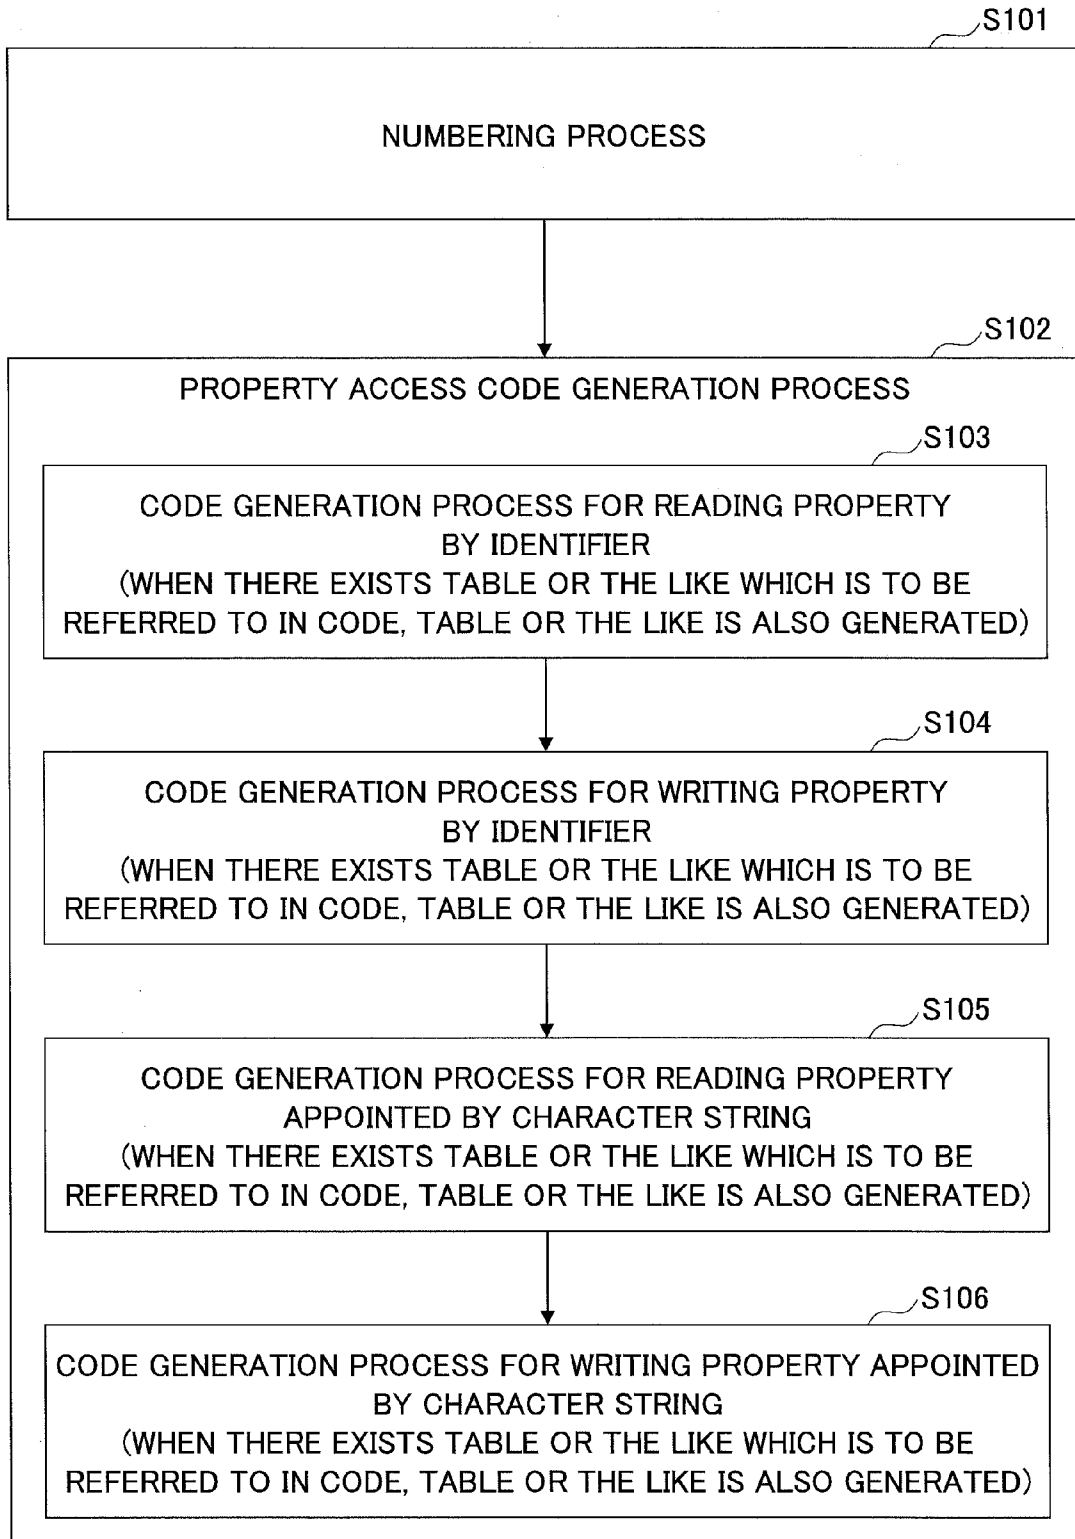 S101
NUMBERING PROCESS
S102
PROPERTY ACCESS CODE GENERATION PROCESS
S103
CODE GENERATION PROCESS FOR READING PROPERTY
BY IDENTIFIER
(WHEN THERE EXISTS TABLE OR THE LIKE WHICH IS TO BE
REFERRED TO IN CODE, TABLE OR THE LIKE IS ALSO GENERATED)
S104
CODE GENERATION PROCESS FOR WRITING PROPERTY
BY IDENTIFIER
(WHEN THERE EXISTS TABLE OR THE LIKE WHICH IS TO BE
REFERRED TO IN CODE, TABLE OR THE LIKE IS ALSO GENERATED)
S105
CODE GENERATION PROCESS FOR READING PROPERTY
APPOINTED BY CHARACTER STRING
(WHEN THERE EXISTS TABLE OR THE LIKE WHICH IS TO BE
REFERRED TO IN CODE, TABLE OR THE LIKE IS ALSO GENERATED)
S106
CODE GENERATION PROCESS FOR WRITING PROPERTY APPOINTED
BY CHARACTER STRING
(WHEN THERE EXISTS TABLE OR THE LIKE WHICH IS TO BE
REFERRED TO IN CODE, TABLE OR THE LIKE IS ALSO GENERATED)